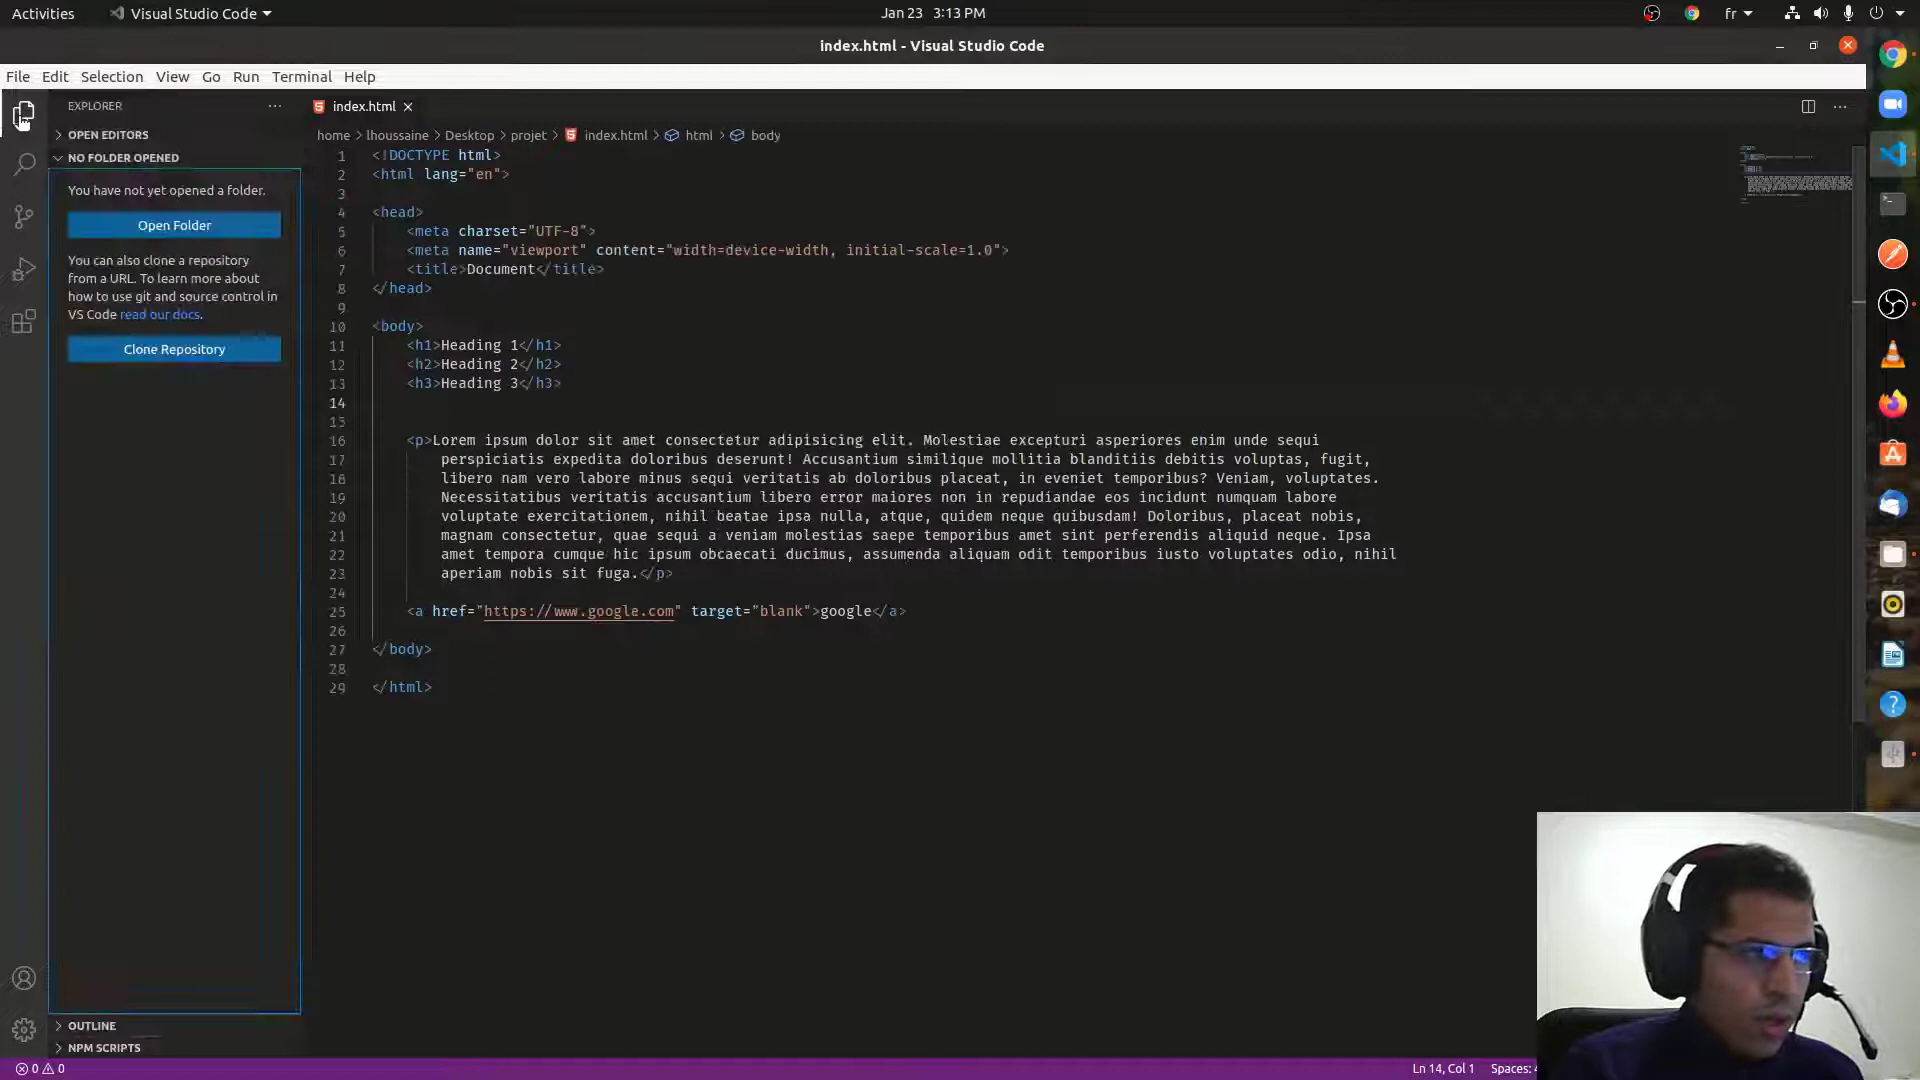 Activities
Visual Studio Code
Jan 23 3:13 PM
fr
index.html - Visual Studio Code
File Edit Selection View Go Run Terminal Help
EXPLORER
OPEN EDITORS
NO FOLDER OPENED
You have not yet opened a folder.
Open Folder
You can also clone a repository
from a URL. To learn more about
how to use git and source control in
VS Code read our docs.
Clone Repository
OUTLINE
NPM SCRIPTS
index.html
home > lhoussaine > Desktop > projet > index.html > html > body
1 <!DOCTYPE html>
2 <html lang="en">
3
4 <head>
5 <meta charset="UTF-8">
6 <meta name="viewport" content="width=device-width, initial-scale=1.0">
7 <title>Document</title>
8 </head>
9
10 <body>
11 <h1>Heading 1</h1>
12 <h2>Heading 2</h2>
13 <h3>Heading 3</h3>
14
15
16 <p>Lorem ipsum dolor sit amet consectetur adipisicing elit. Molestiae excepturi asperiores enim unde sequi
17 perspiciatis expedita doloribus deserunt! Accusantium similique mollitia blanditiis debitis voluptas, fugit,
18 libero nam vero labore minus sequi veritatis ab doloribus placeat, in eveniet temporibus? Veniam, voluptates.
19 Necessitatibus veritatis accusantium libero error maiores non in repudiandae eos incidunt numquam labore
20 voluptate exercitationem, nihil beatae ipsa nulla, atque, quidem neque quibusdam! Doloribus, placeat nobis,
21 magnam consectetur, quae sequi a veniam molestias saepe temporibus amet sint perferendis aliquid neque. Ipsa
22 amet tempora cumque hic ipsum obcaecati ducimus, assumenda aliquam odit temporibus iusto voluptates odio, nihil
23 aperiam nobis sit fuga.</p>
24
25 <a href="https://www.google.com" target="blank">google</a>
26
27 </body>
28
29 </html>
0 0
Ln 14, Col 1
Spaces: